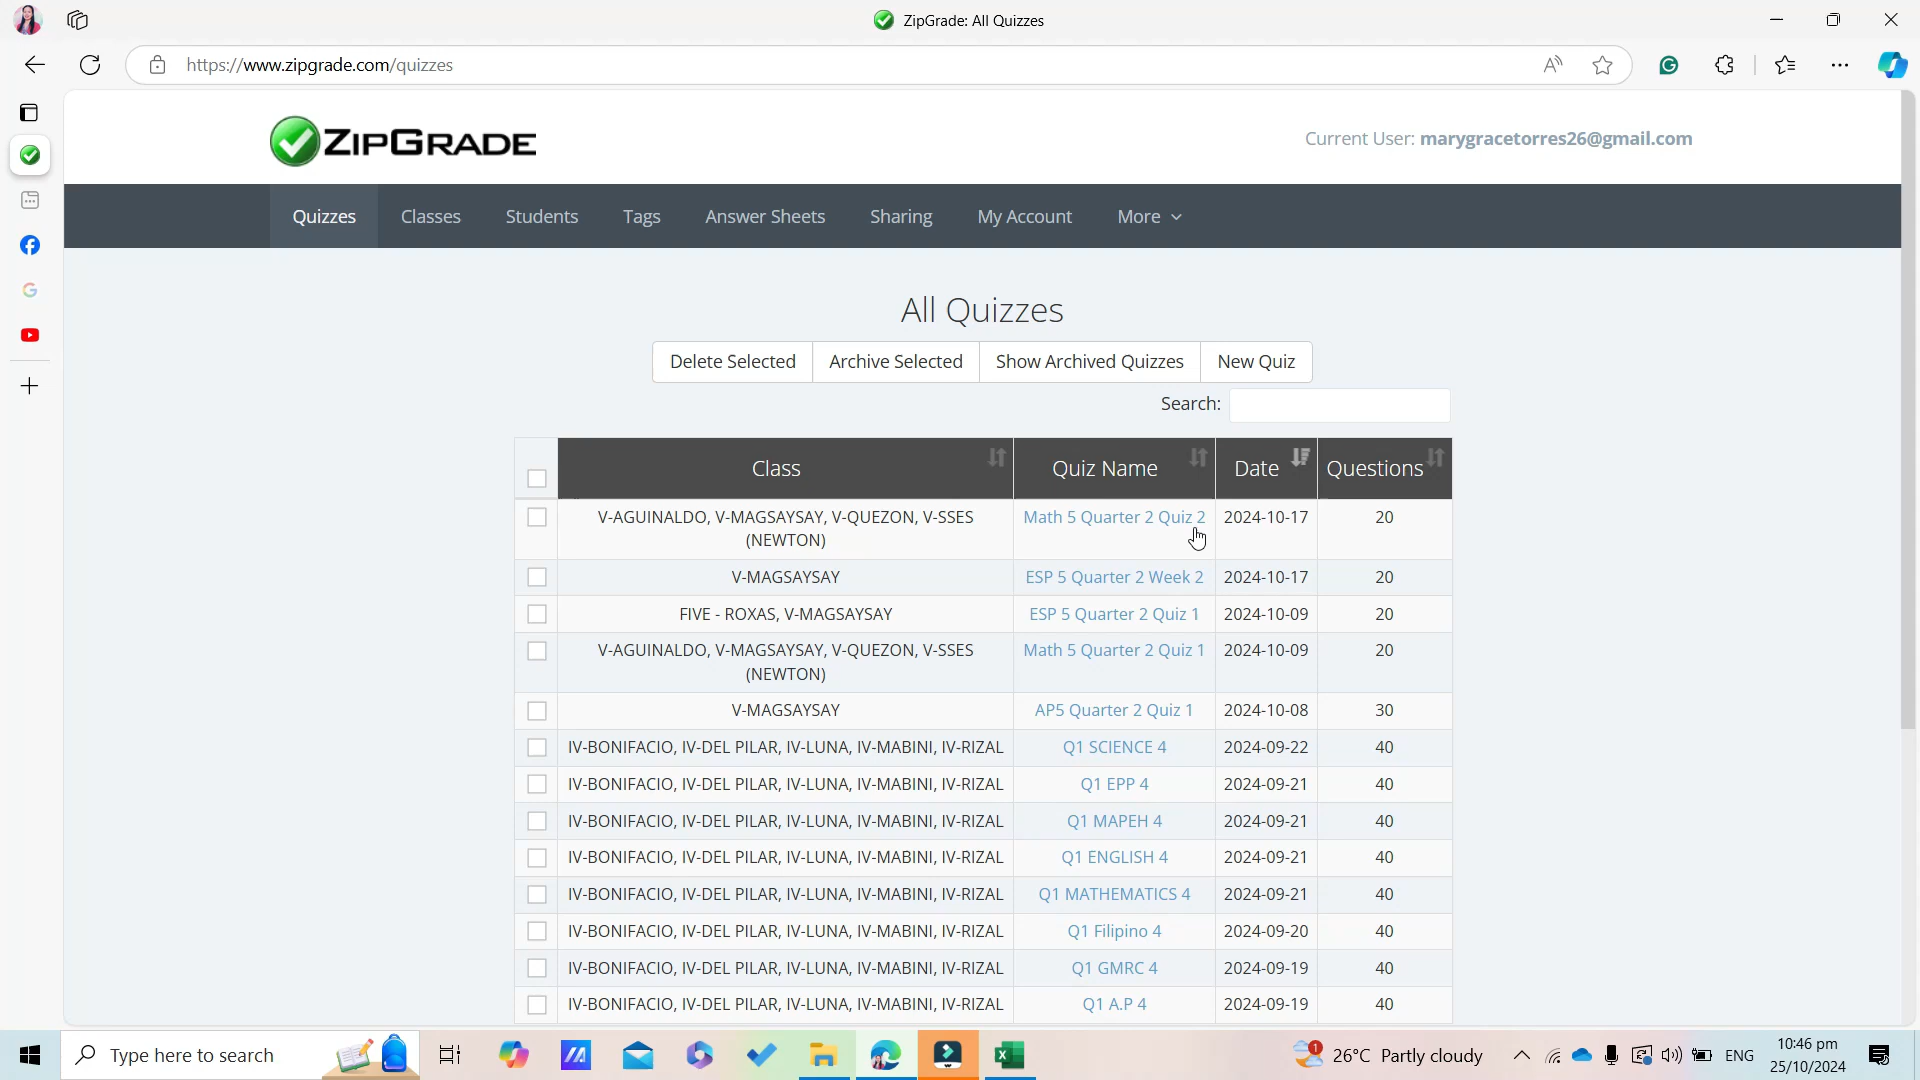 ZipGrade: All Quizzes
https://www.zipgrade.com/quizzes
ZIPGRADE
Current User: marygracetorres26@gmail.com
Quizzes Classes Students Tags Answer Sheets Sharing My Account More
All Quizzes
Delete Selected Archive Selected Show Archived Quizzes New Quiz
Search:
Class Quiz Name Date Questions
V-AGUINALDO, V-MAGSAYSAY, V-QUEZON, V-SSES Math 5 Quarter 2 Quiz 2 2024-10-17 20
(NEWTON)
V-MAGSAYSAY ESP 5 Quarter 2 Week 2 2024-10-17 20
FIVE - ROXAS, V-MAGSAYSAY ESP 5 Quarter 2 Quiz 1 2024-10-09 20
V-AGUINALDO, V-MAGSAYSAY, V-QUEZON, V-SSES Math 5 Quarter 2 Quiz 1 2024-10-09 20
(NEWTON)
V-MAGSAYSAY AP5 Quarter 2 Quiz 1 2024-10-08 30
IV-BONIFACIO, IV-DEL PILAR, IV-LUNA, IV-MABINI, IV-RIZAL Q1 SCIENCE 4 2024-09-22 40
IV-BONIFACIO, IV-DEL PILAR, IV-LUNA, IV-MABINI, IV-RIZAL Q1 EPP 4 2024-09-21 40
IV-BONIFACIO, IV-DEL PILAR, IV-LUNA, IV-MABINI, IV-RIZAL Q1 MAPEH 4 2024-09-21 40
IV-BONIFACIO, IV-DEL PILAR, IV-LUNA, IV-MABINI, IV-RIZAL Q1 ENGLISH 4 2024-09-21 40
IV-BONIFACIO, IV-DEL PILAR, IV-LUNA, IV-MABINI, IV-RIZAL Q1 MATHEMATICS 4 2024-09-21 40
IV-BONIFACIO, IV-DEL PILAR, IV-LUNA, IV-MABINI, IV-RIZAL Q1 Filipino 4 2024-09-20 40
IV-BONIFACIO, IV-DEL PILAR, IV-LUNA, IV-MABINI, IV-RIZAL Q1 GMRC 4 2024-09-19 40
IV-BONIFACIO, IV-DEL PILAR, IV-LUNA, IV-MABINI, IV-RIZAL Q1 A.P 4 2024-09-19 40
Type here to search 1 26°C Partly cloudy ENG 10:46 pm
25/10/2024